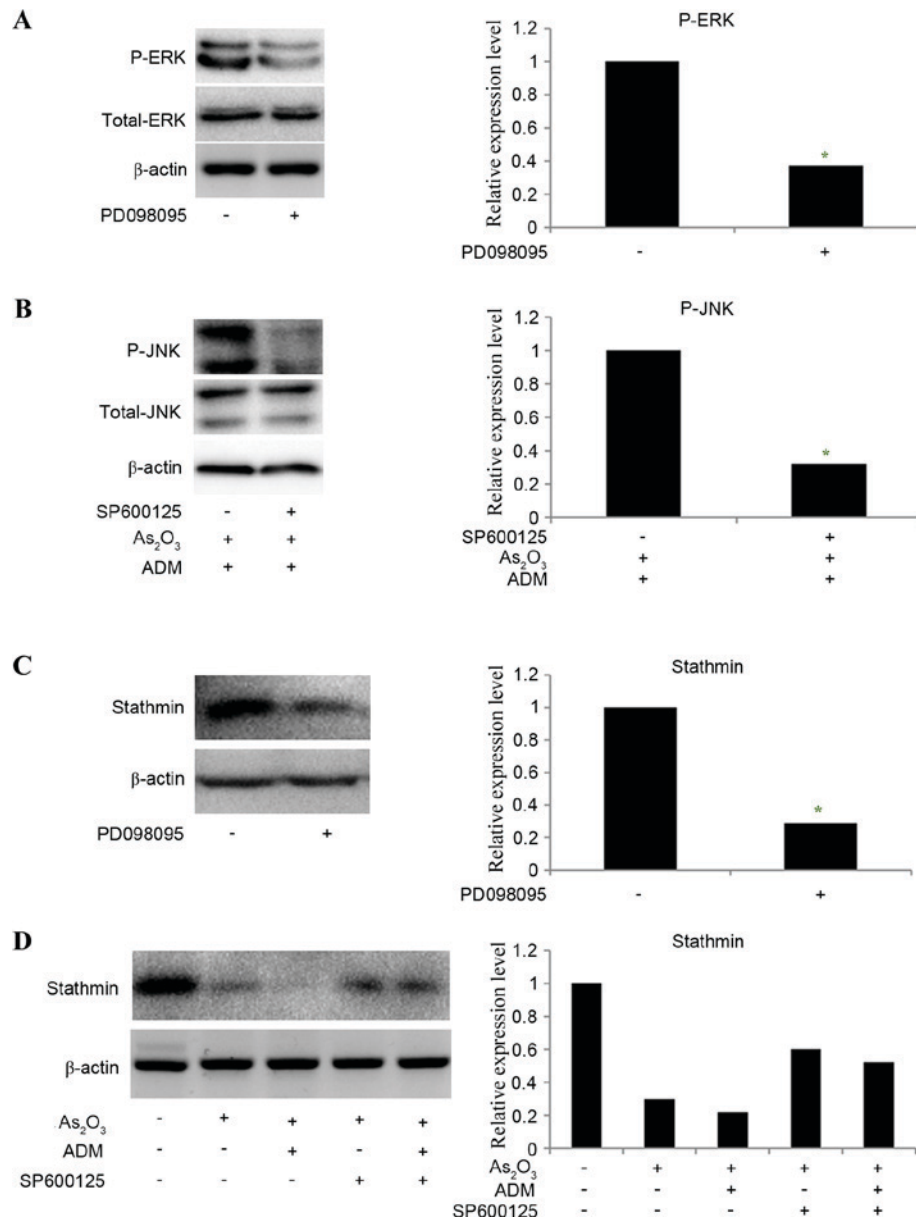 A
P-ERK
Total-ERK
β-actin
PD098095 - +
P-ERK
Relative expression level
1.2
1
0.8
0.6
0.4
0.2
0
*
PD098095 - +
B
P-JNK
Total-JNK
β-actin
SP600125 - +
As₂O₃ + +
ADM + +
P-JNK
Relative expression level
1.2
1
0.8
0.6
0.4
0.2
0
*
SP600125 - +
As₂O₃ + +
ADM + +
C
Stathmin
β-actin
PD098095 - +
Stathmin
Relative expression level
1.2
1
0.8
0.6
0.4
0.2
0
*
PD098095 - +
D
Stathmin
β-actin
As₂O₃ - + + + +
ADM - - + - +
SP600125 - - - + +
Stathmin
Relative expression level
1.2
1
0.8
0.6
0.4
0.2
0
As₂O₃ - + + + +
ADM - - + - +
SP600125 - - - + +